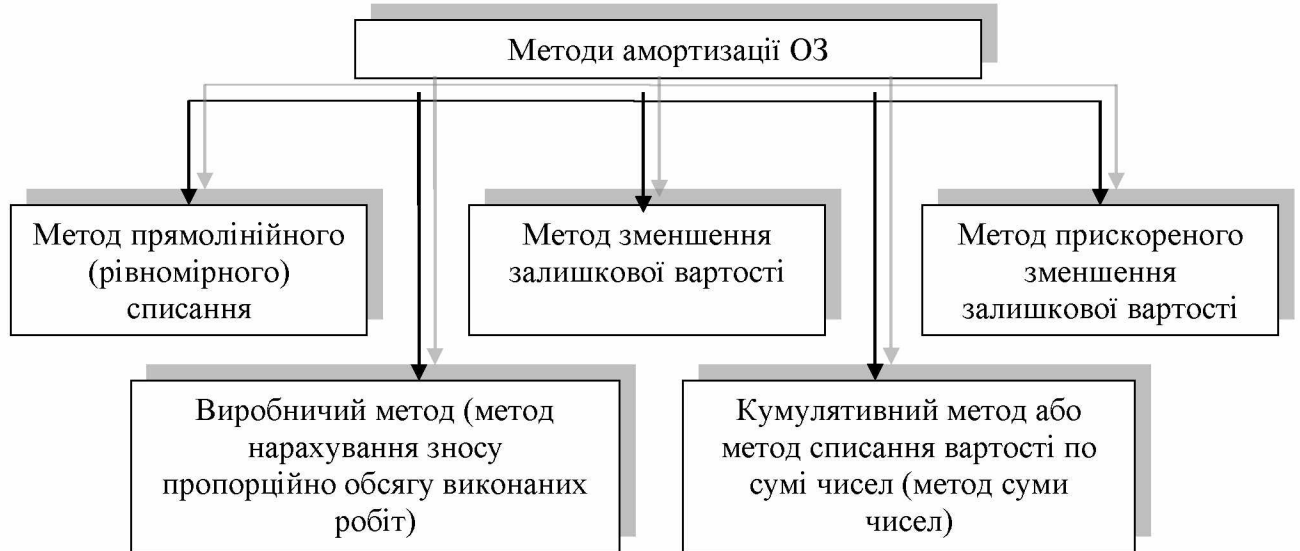 Методи амортизації ОЗ
Метод прямолінійного
(рівномірного)
списання
Метод зменшення
залишкової вартості
Метод прискореного
зменшення
залишкової вартості
Виробничий метод (метод
нарахування зносу
пропорційно обсягу виконаних
робіт)
Кумулятивний метод або
метод списання вартості по
сумі чисел (метод суми
чисел)